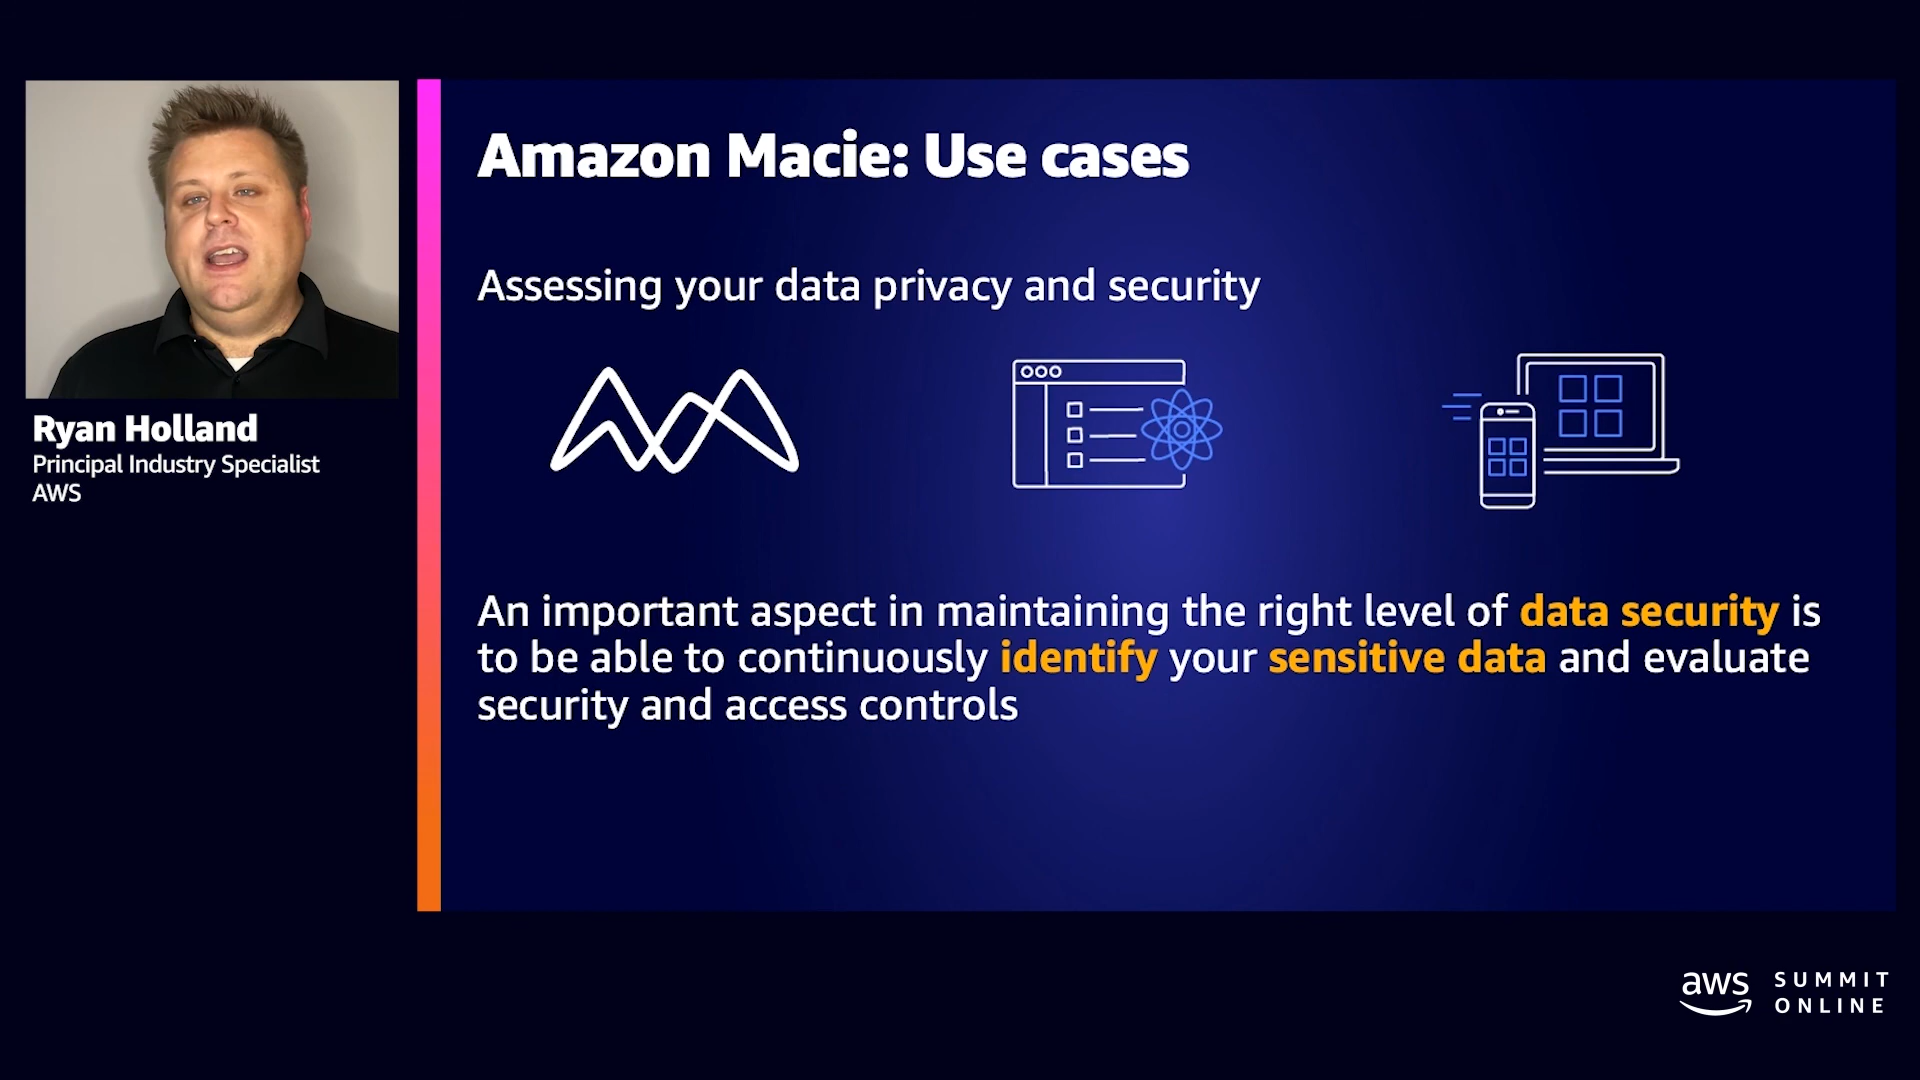 Ryan Holland
Principal Industry Specialist
AWS
Amazon Macie: Use cases
Assessing your data privacy and security
An important aspect in maintaining the right level of data security is
to be able to continuously identify your sensitive data and evaluate
security and access controls
aws
SUMMIT
ONLINE